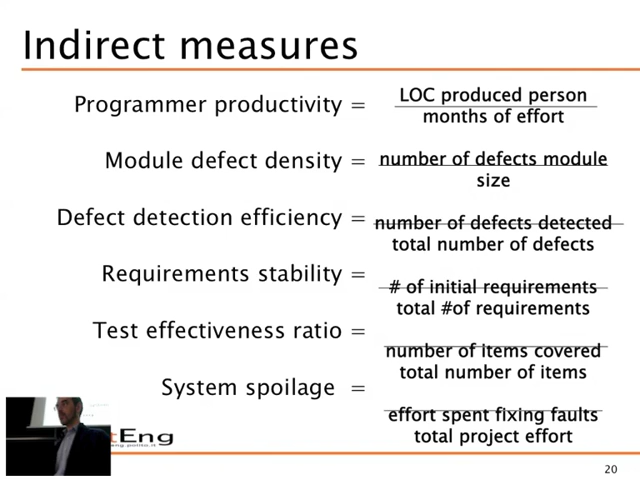 Indirect measures
Programmer productivity =
LOC produced person
months of effort
Module defect density =
number of defects module
size
Defect detection efficiency =
number of defects detected
total number of defects
Requirements stability =
# of initial requirements
total #of requirements
Test effectiveness ratio =
number of items covered
total number of items
System spoilage =
effort spent fixing faults
total project effort
tEng
20